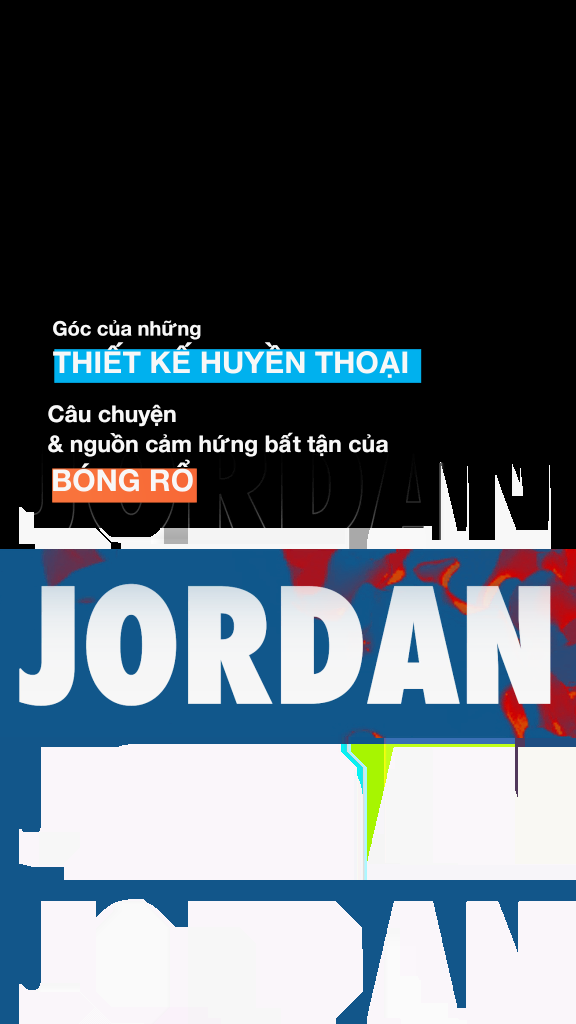 Góc của những
THIẾT KẾ HUYỀN THOẠI
Câu chuyện
& nguồn cảm hứng bất tận của
BÓNG RỔ
JORDAN
JORDAN
JORDAN